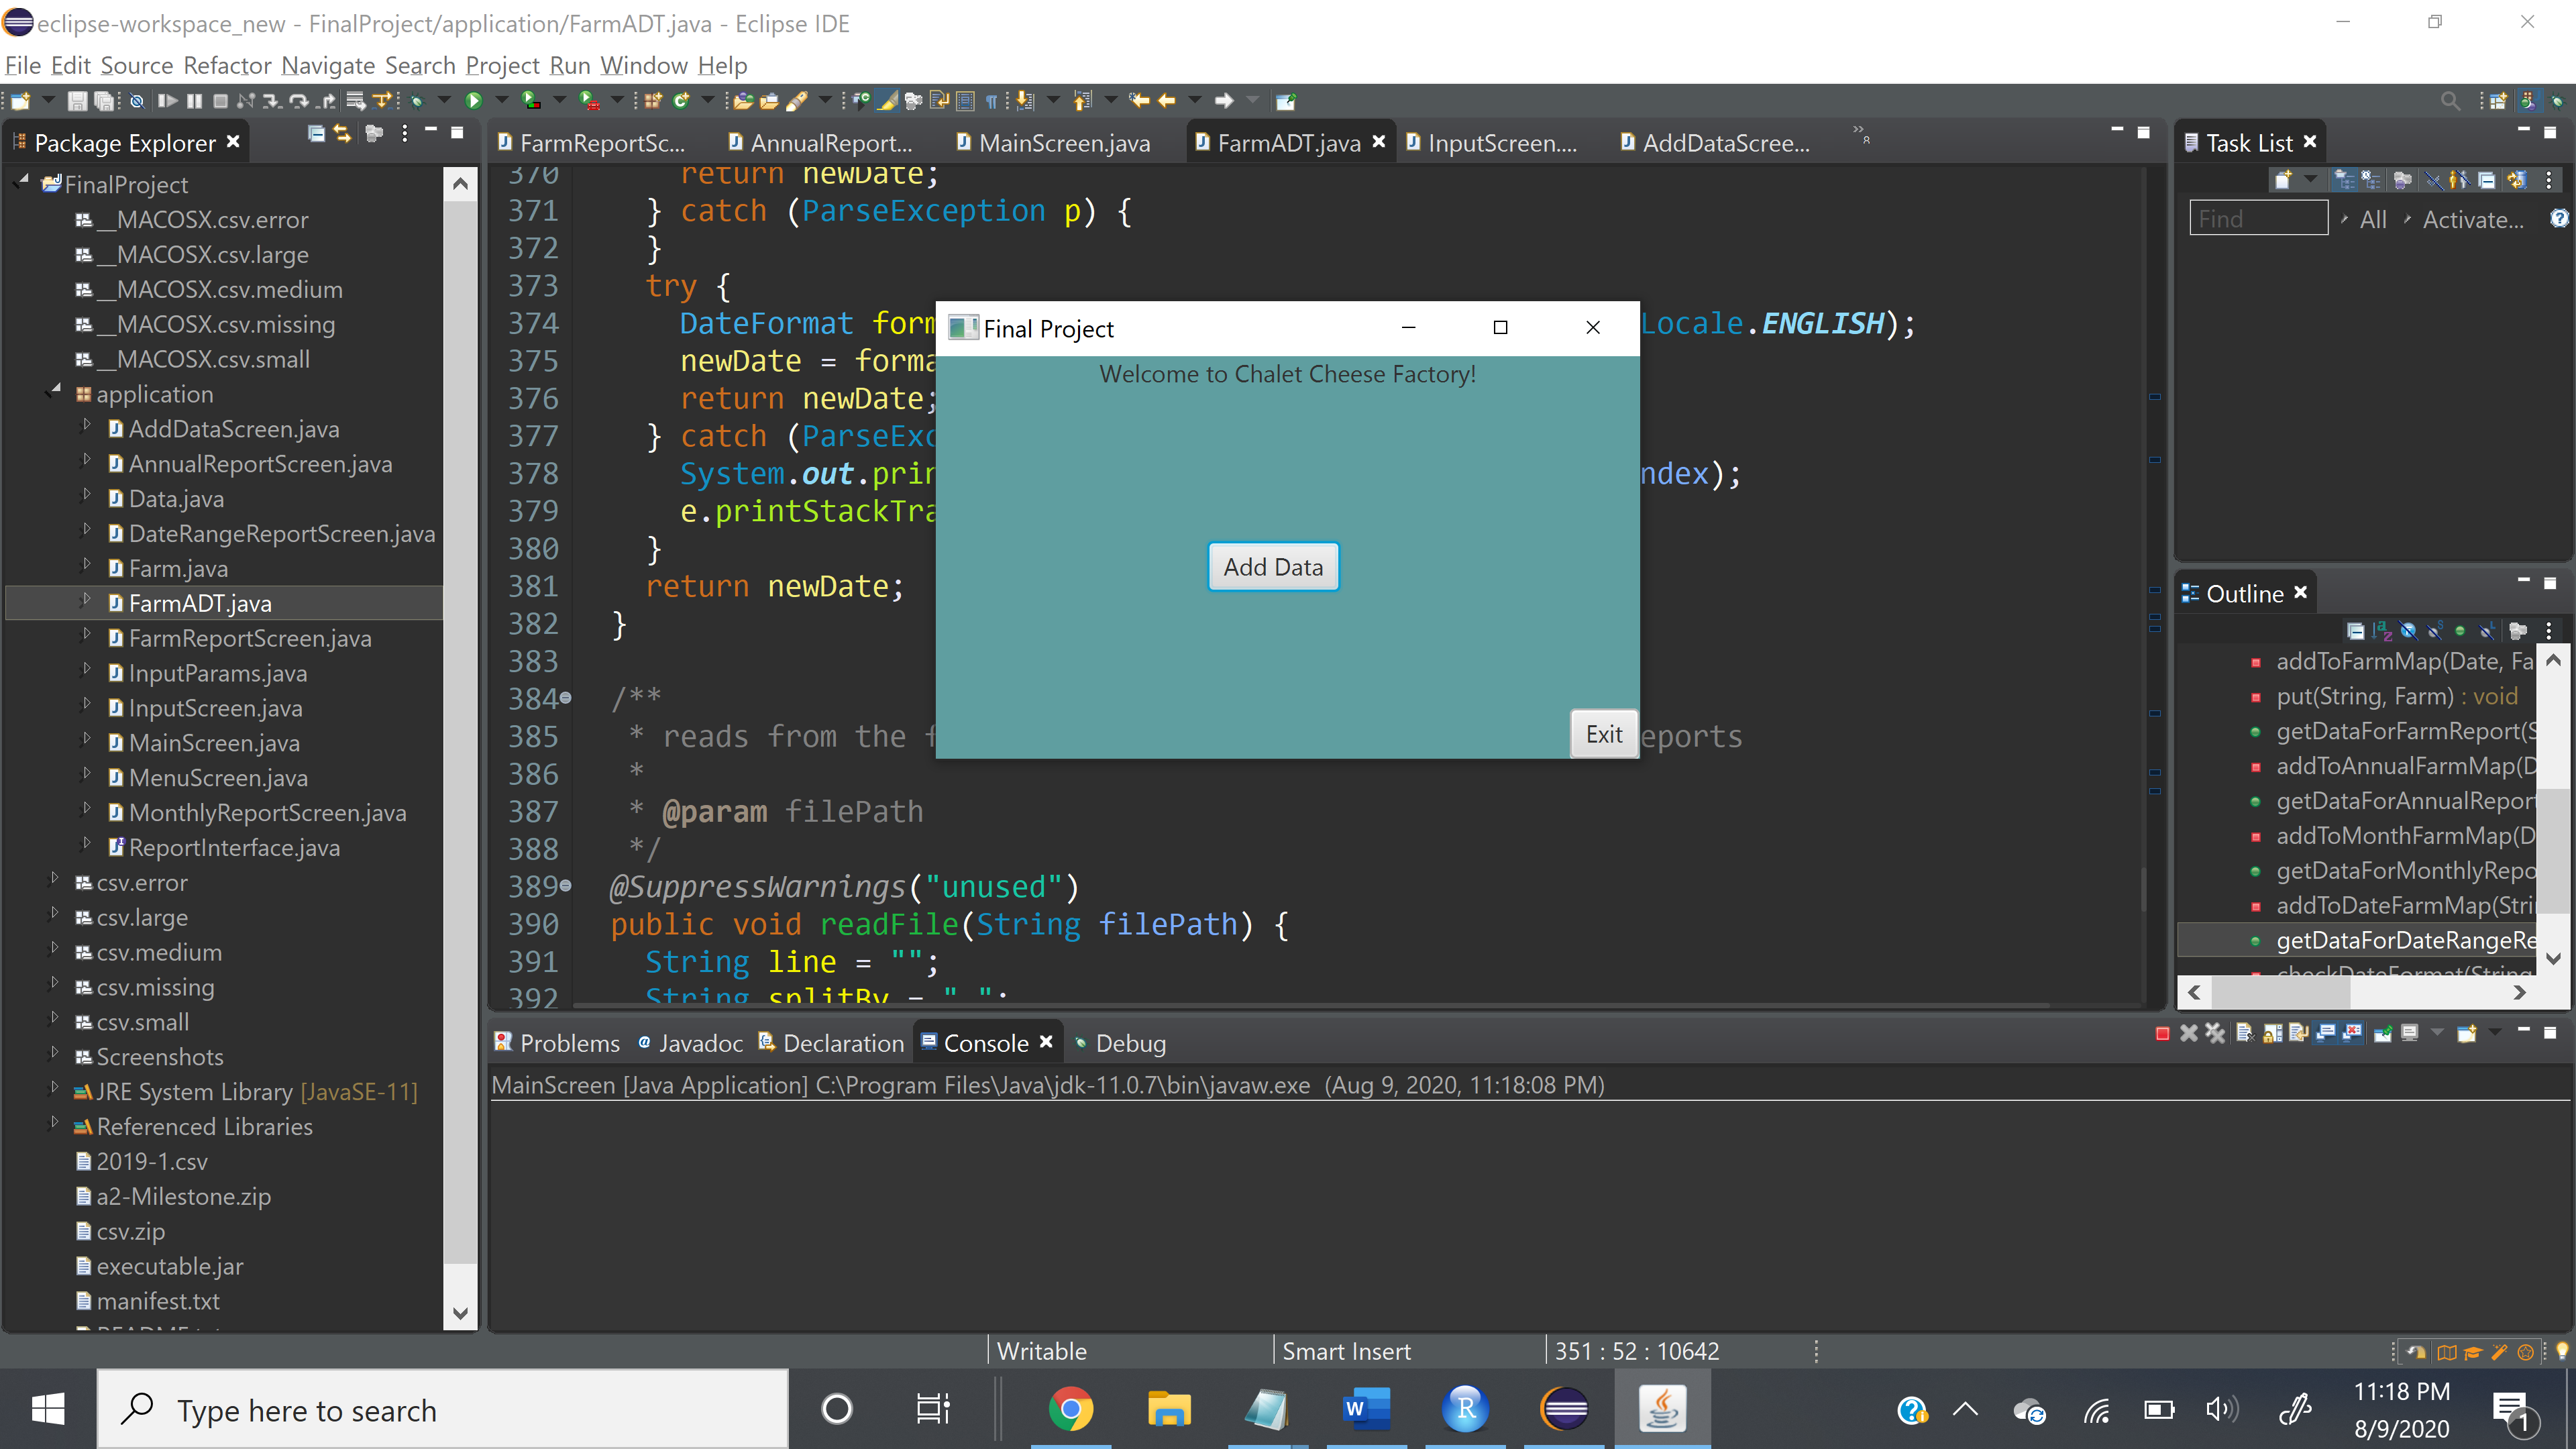 eclipse-workspace_new - FinalProject/application/FarmADT.java - Eclipse IDE
File Edit Source Refactor Navigate Search Project Run Window Help
Package Explorer
FinalProject
__MACOSX.csv.error
__MACOSX.csv.large
__MACOSX.csv.medium
__MACOSX.csv.missing
__MACOSX.csv.small
application
AddDataScreen.java
AnnualReportScreen.java
Data.java
DateRangeReportScreen.java
Farm.java
FarmADT.java
FarmReportScreen.java
InputParams.java
InputScreen.java
MainScreen.java
MenuScreen.java
MonthlyReportScreen.java
ReportInterface.java
csv.error
csv.large
csv.medium
csv.missing
csv.small
Screenshots
JRE System Library [JavaSE-11]
Referenced Libraries
2019-1.csv
a2-Milestone.zip
csv.zip
executable.jar
manifest.txt
FarmReportSc... AnnualReport... MainScreen.java FarmADT.java InputScreen.... AddDataScree... »8
370 return newDate;
371 } catch (ParseException p) {
372 }
373 try {
374 DateFormat form Locale.ENGLISH);
375 newDate = forma
376 return newDate;
377 } catch (ParseExc
378 System.out.prin ndex);
379 e.printStackTra
380 }
381 return newDate;
382 }
383
384 /**
385 * reads from the f eports
386 *
387 * @param filePath
388 */
389 @SuppressWarnings("unused")
390 public void readFile(String filePath) {
391 String line = "";
392 String splitBy = ",";
Final Project
Welcome to Chalet Cheese Factory!
Add Data
Exit
Task List
Find All Activate...
Outline
addToFarmMap(Date, Fa
put(String, Farm) : void
getDataForFarmReport(S
addToAnnualFarmMap(D
getDataForAnnualReport
addToMonthFarmMap(D
getDataForMonthlyRepo
addToDateFarmMap(Stri
getDataForDateRangeRe
checkDateFormat(String
Problems Javadoc Declaration Console Debug
MainScreen [Java Application] C:\Program Files\Java\jdk-11.0.7\bin\javaw.exe (Aug 9, 2020, 11:18:08 PM)
Writable Smart Insert 351 : 52 : 10642
Type here to search
11:18 PM
8/9/2020
1